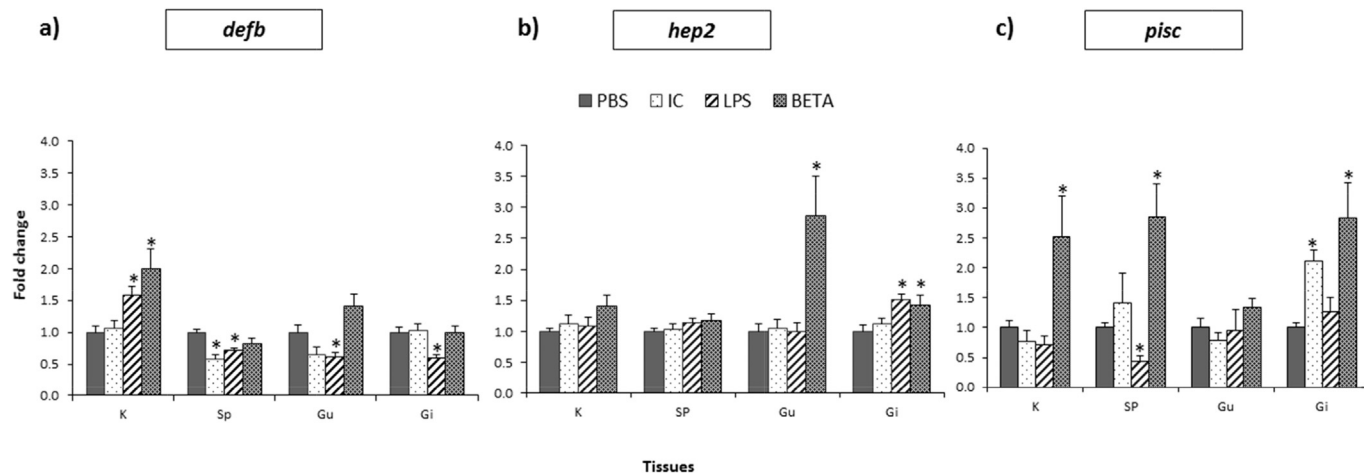 a) defb
b) hep2
c) pisc
PBS IC LPS BETA
Fold change
4.0
3.5
3.0
2.5
2.0
1.5
1.0
0.5
0.0
* * * * * * *
K Sp Gu Gi
4.0
3.5
3.0
2.5
2.0
1.5
1.0
0.5
0.0
* * *
K SP Gu Gi
4.0
3.5
3.0
2.5
2.0
1.5
1.0
0.5
0.0
* * * * *
K SP Gu Gi
Tissues